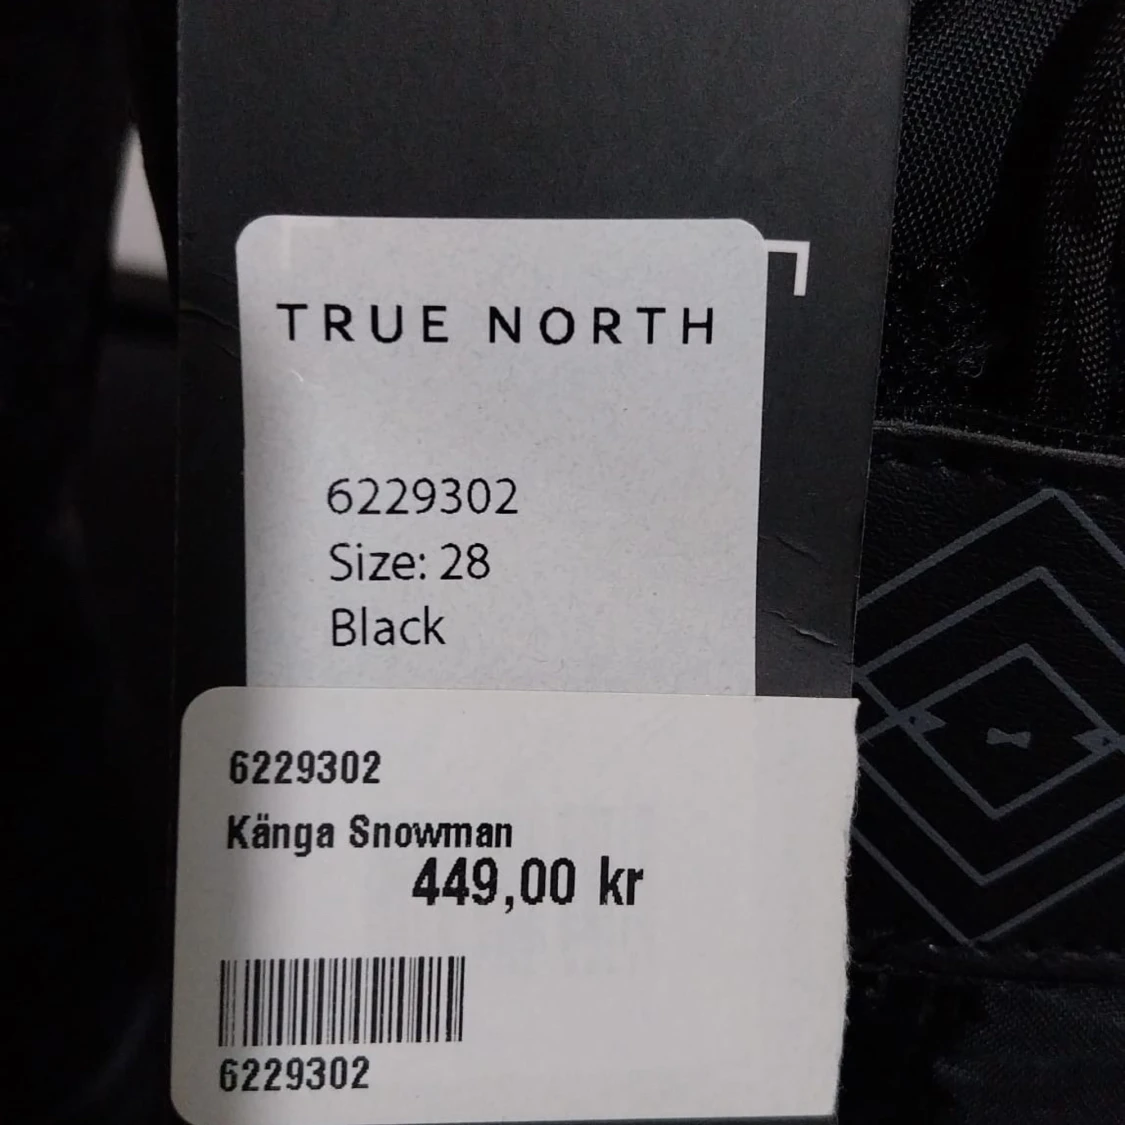 TRUE NORTH
6229302
Size: 28
Black
6229302
Känga Snowman
449,00 kr
6229302